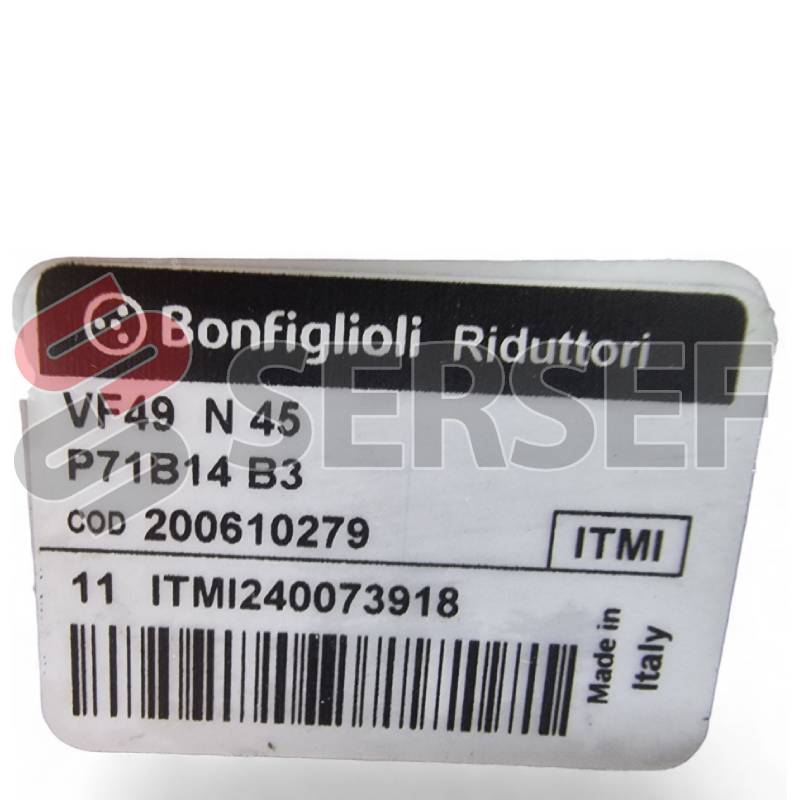 Bonfiglioli Riduttori
SERSEF
VF49 N 45
P71B14 B3
COD 200610279
ITMI
11 ITMI240073918
Made in
Italy